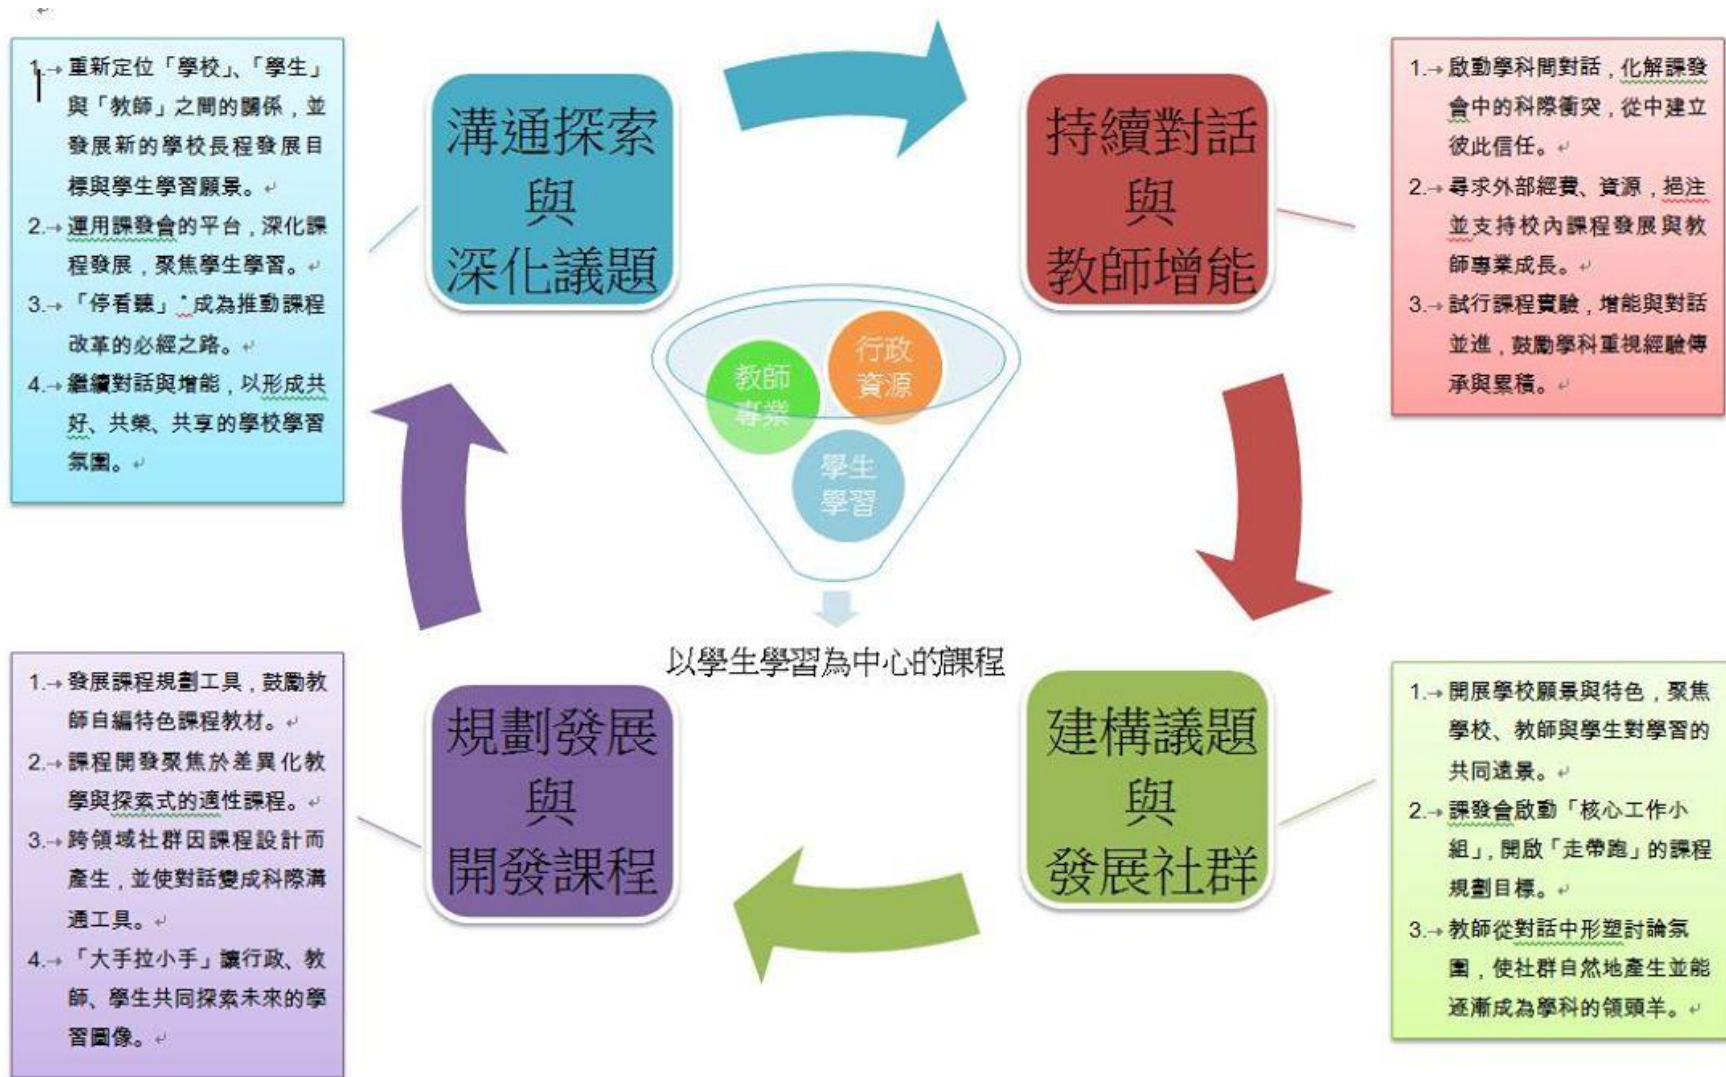 1.→重新定位「學校」、「學生」
與「教師」之間的關係，並
發展新的學校長程發展目
標與學生學習願景。↵
2.→運用課發會的平台，深化課
程發展，聚焦學生學習。↵
3.→「停看聽」*成為推動課程
改革的必經之路。↵
4.→繼續對話與增能，以形成共
好、共榮、共享的學校學習
氛圍。↵
溝通探索
與
深化議題
持續對話
與
教師增能
1.→啟動學科間對話，化解課發
會中的科際衝突，從中建立
彼此信任。↵
2.→尋求外部經費、資源，挹注
並支持校內課程發展與教
師專業成長。↵
3.→試行課程實驗，增能與對話
並進，鼓勵學科重視經驗傳
承與累積。↵
教師
專業
行政
資源
學生
學習
以學生學習為中心的課程
1.→發展課程規劃工具，鼓勵教
師自編特色課程教材。↵
2.→課程開發聚焦於差異化教
學與探索式的適性課程。↵
3.→跨領域社群因課程設計而
產生，並使對話變成科際溝
通工具。↵
4.→「大手拉小手」讓行政、教
師、學生共同探索未來的學
習圖像。↵
規劃發展
與
開發課程
建構議題
與
發展社群
1.→開展學校願景與特色，聚焦
學校、教師與學生對學習的
共同遠景。↵
2.→課發會啟動「核心工作小
組」，開啟「走帶跑」的課程
規劃目標。↵
3.→教師從對話中形塑討論氛
圍，使社群自然地產生並能
逐漸成為學科的領頭羊。↵